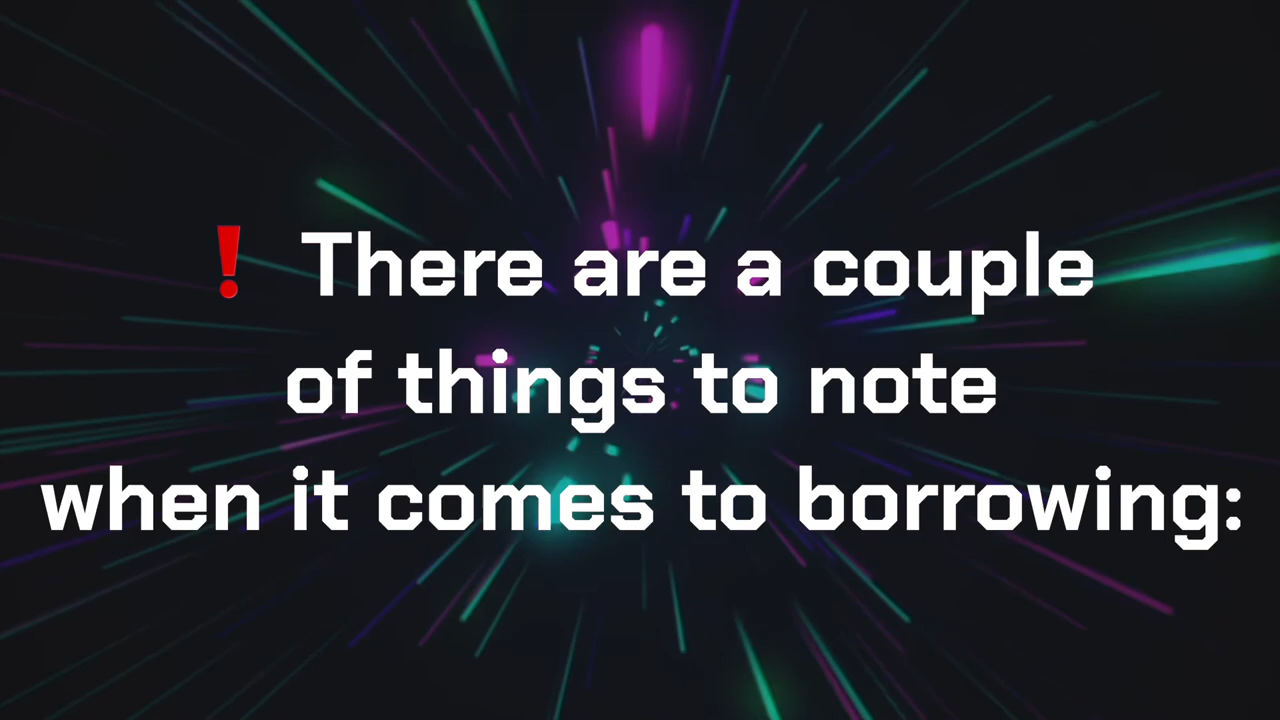 ❗ There are a couple
of things to note
when it comes to borrowing: